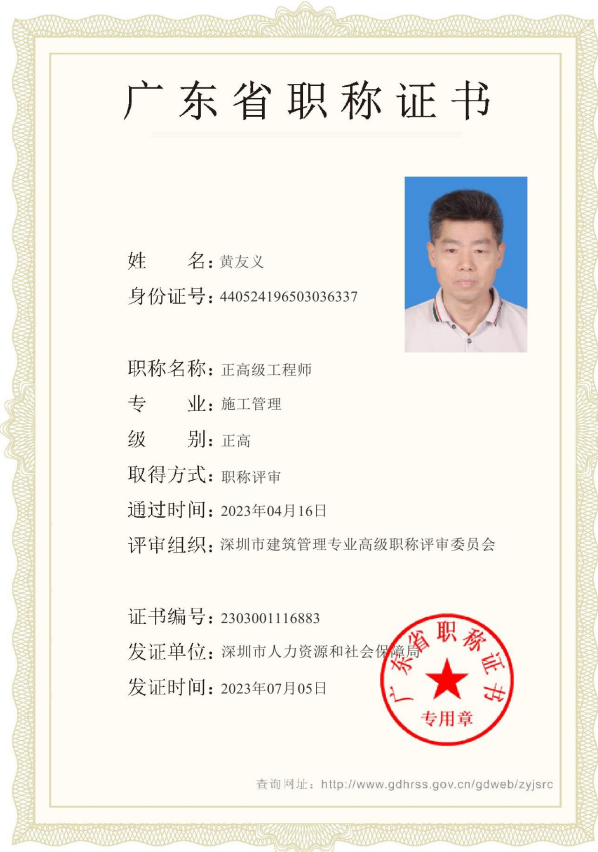 广东省职称证书
姓 名：黄友义
身份证号：440524196503036337
职称名称：正高级工程师
专 业：施工管理
级 别：正高
取得方式：职称评审
通过时间：2023年04月16日
评审组织：深圳市建筑管理专业高级职称评审委员会
证书编号：2303001116883
发证单位：深圳市人力资源和社会保障局
发证时间：2023年07月05日
广东省职称证书
专用章
查询网址：http://www.gdhrss.gov.cn/gdweb/zyjsrc